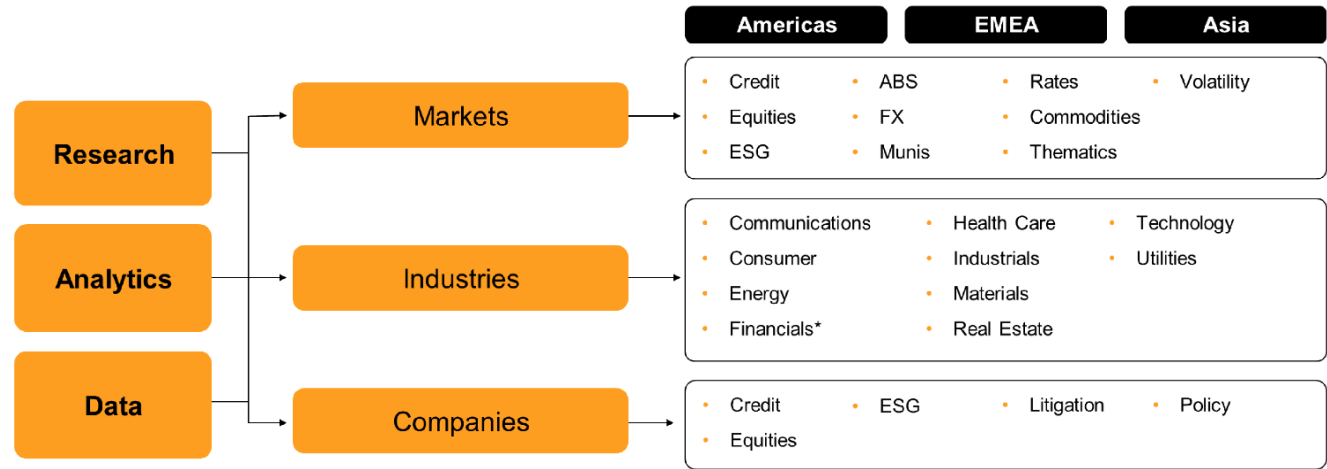 Americas
EMEA
Asia
Research
Analytics
Data
Markets
Industries
Companies
• Credit • ABS • Rates • Volatility
• Equities • FX • Commodities
• ESG • Munis • Thematics
• Communications • Health Care • Technology
• Consumer • Industrials • Utilities
• Energy • Materials
• Financials* • Real Estate
• Credit • ESG • Litigation • Policy
• Equities